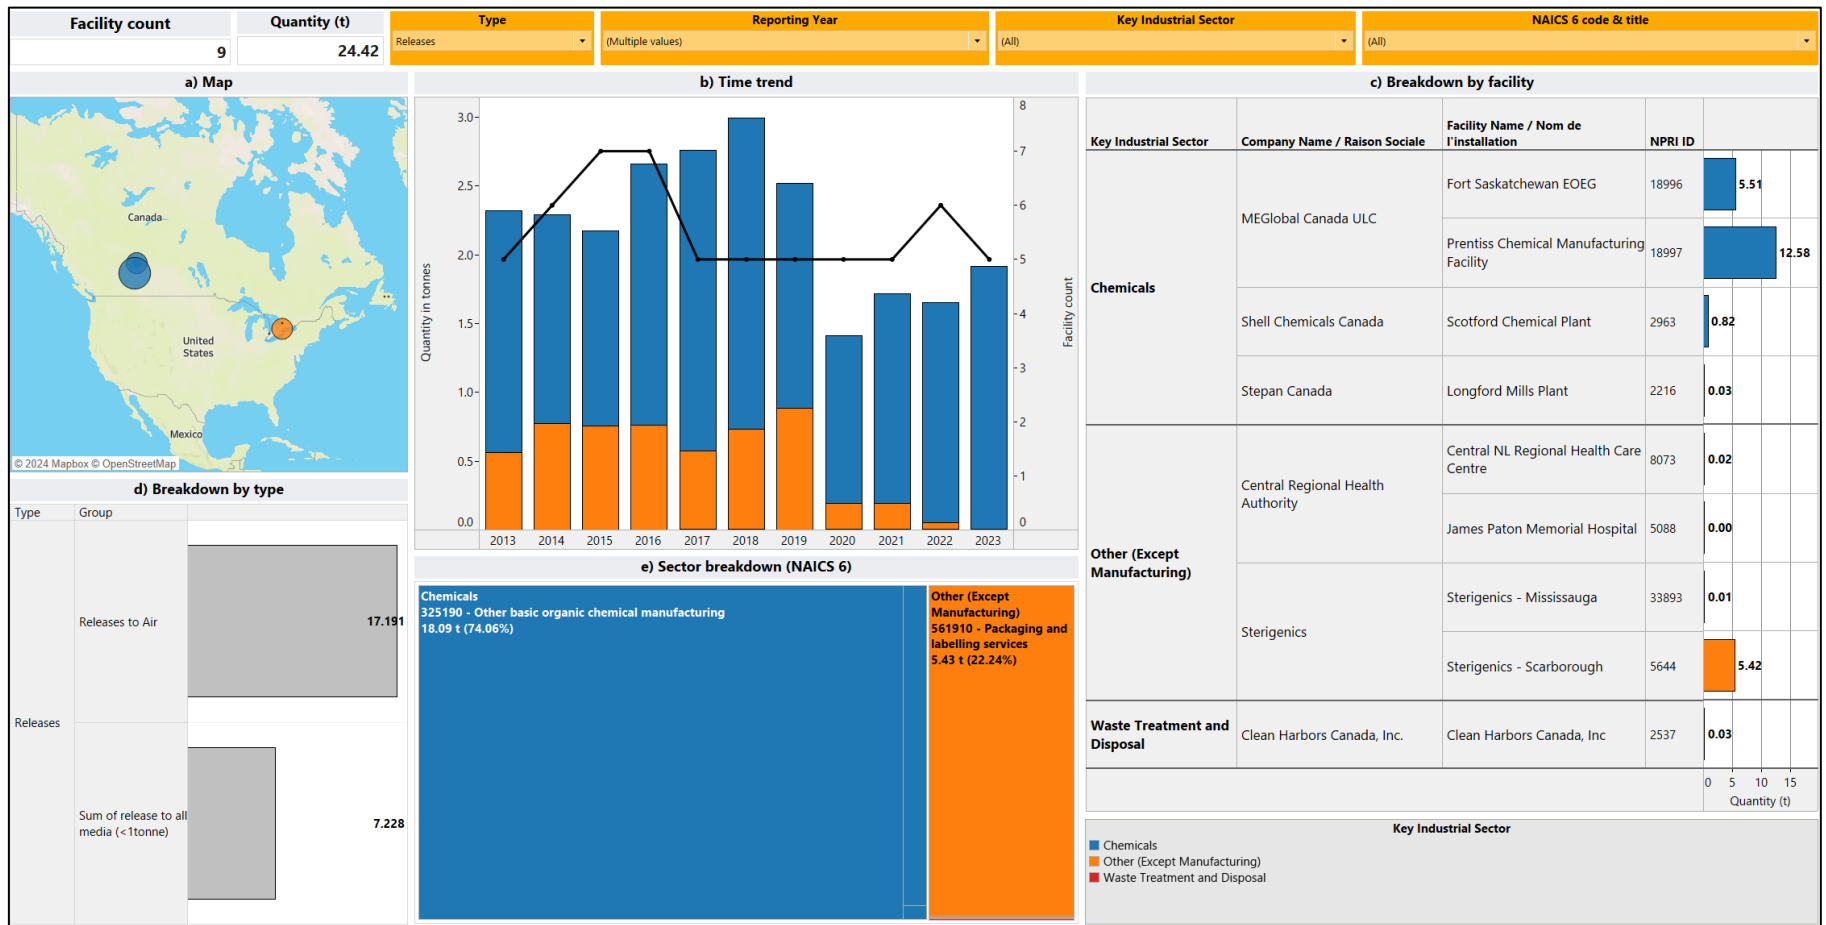 Facility count
9
Quantity (t)
24.42
Type
Releases
Reporting Year
(Multiple values)
Key Industrial Sector
(All)
NAICS 6 code & title
(All)
a) Map
Canada
United
States
Mexico
© 2024 Mapbox © OpenStreetMap
b) Time trend
Quantity in tonnes
3.0
2.5
2.0
1.5
1.0
0.5
0.0
8
7
6
5
4
3
2
1
0
Facility count
2013 2014 2015 2016 2017 2018 2019 2020 2021 2022 2023
c) Breakdown by facility
Key Industrial Sector
Company Name / Raison Sociale
Facility Name / Nom de
l'installation
NPRI ID
Chemicals
MEGlobal Canada ULC
Fort Saskatchewan EOEG 18996 5.51
Prentiss Chemical Manufacturing
Facility
18997 12.58
Shell Chemicals Canada Scotford Chemical Plant 2963 0.82
Stepan Canada Longford Mills Plant 2216 0.03
Other (Except
Manufacturing)
Central Regional Health
Authority
Central NL Regional Health Care
Centre
8073 0.02
James Paton Memorial Hospital 5088 0.00
Sterigenics
Sterigenics - Mississauga 33893 0.01
Sterigenics - Scarborough 5644 5.42
Waste Treatment and
Disposal
Clean Harbors Canada, Inc. Clean Harbors Canada, Inc 2537 0.03
0 5 10 15
Quantity (t)
d) Breakdown by type
Type Group
Releases
Releases to Air
17.191
Sum of release to all
media (<1tonne)
7.228
e) Sector breakdown (NAICS 6)
Chemicals
325190 - Other basic organic chemical manufacturing
18.09 t (74.06%)
Other (Except
Manufacturing)
561910 - Packaging and
labelling services
5.43 t (22.24%)
Key Industrial Sector
Chemicals
Other (Except Manufacturing)
Waste Treatment and Disposal